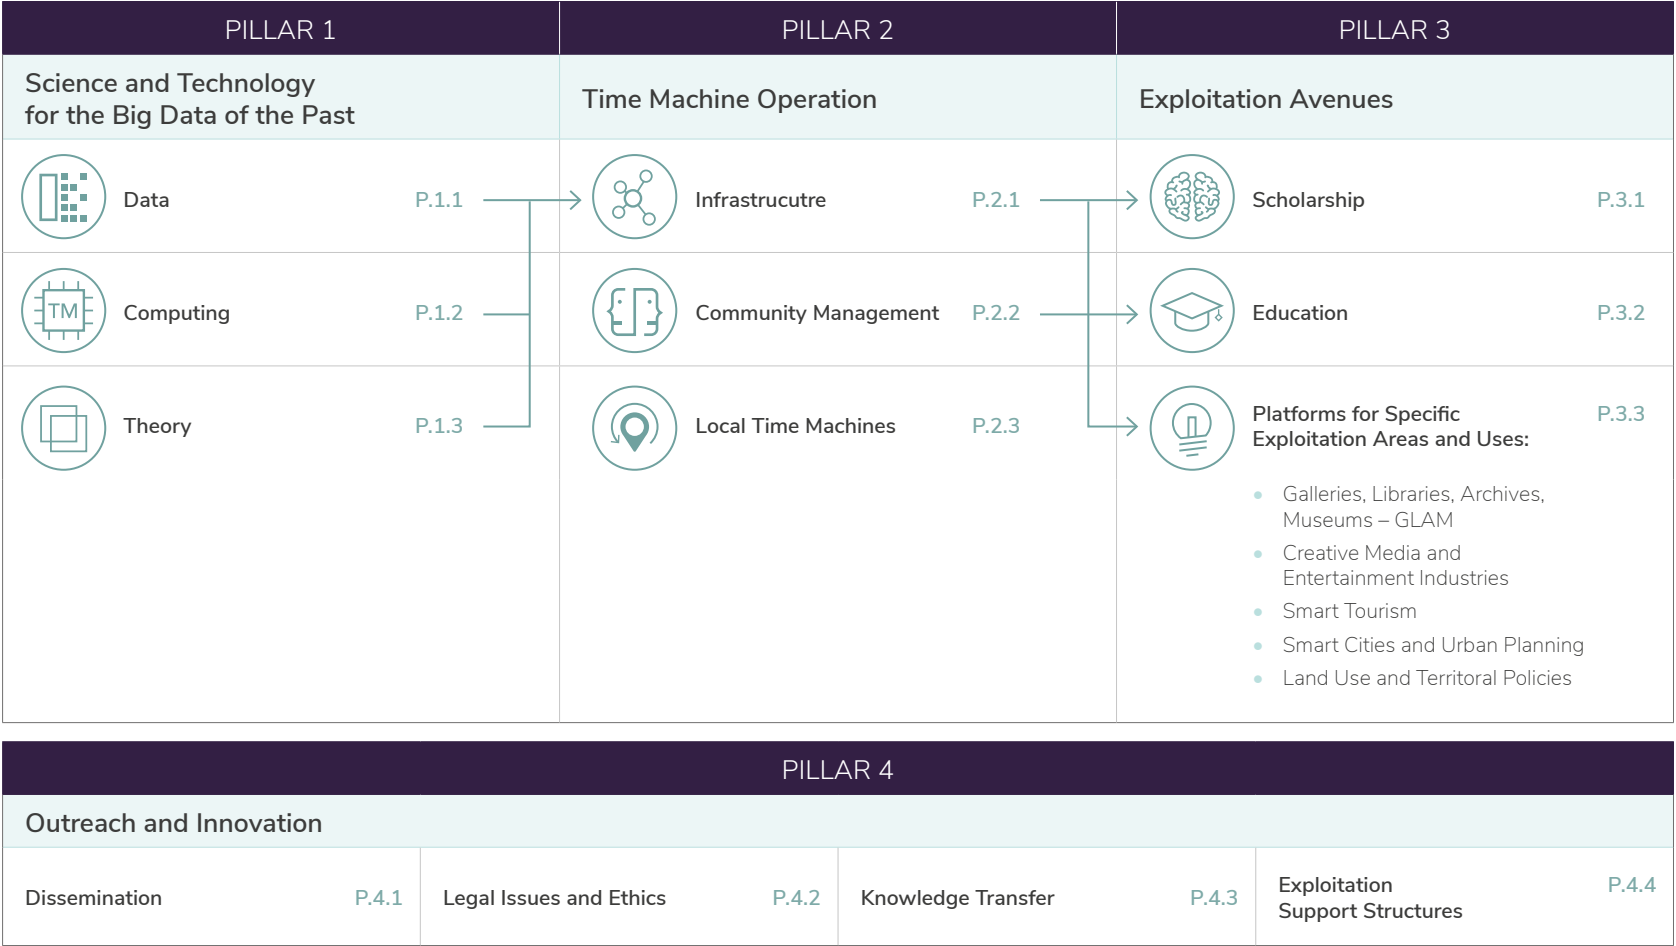 PILLAR 1
Science and Technology
for the Big Data of the Past
Data P.1.1
TM
Computing P.1.2
Theory P.1.3
PILLAR 2
Time Machine Operation
Infrastrucutre P.2.1
Community Management P.2.2
Local Time Machines P.2.3
PILLAR 3
Exploitation Avenues
Scholarship P.3.1
Education P.3.2
Platforms for Specific P.3.3
Exploitation Areas and Uses:
• Galleries, Libraries, Archives,
Museums – GLAM
• Creative Media and
Entertainment Industries
• Smart Tourism
• Smart Cities and Urban Planning
• Land Use and Territoral Policies
PILLAR 4
Outreach and Innovation
Dissemination P.4.1
Legal Issues and Ethics P.4.2
Knowledge Transfer P.4.3
Exploitation P.4.4
Support Structures